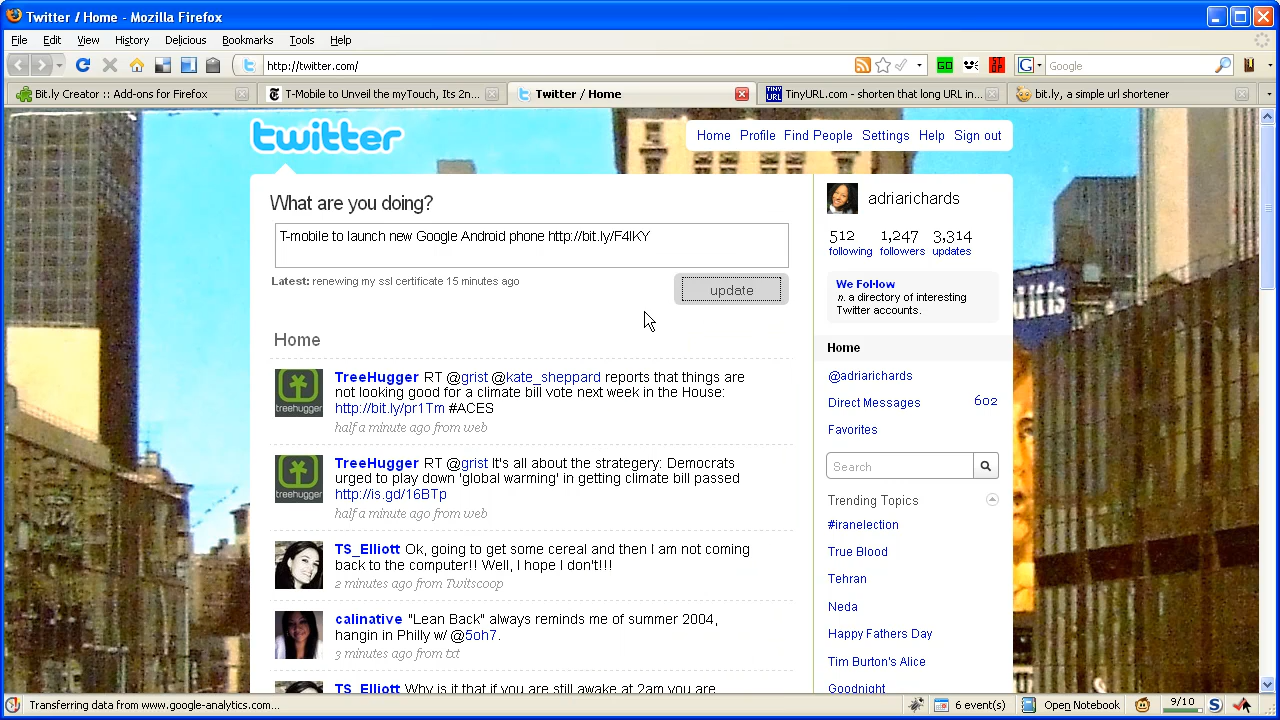 Twitter / Home - Mozilla Firefox
File Edit View History Delicious Bookmarks Tools Help
http://twitter.com/
GO
G Google
Bit.ly Creator :: Add-ons for Firefox
T-Mobile to Unveil the myTouch, Its 2n...
Twitter / Home
TINY URL TinyURL.com - shorten that long URL in...
bit.ly, a simple url shortener
twitter
Home Profile Find People Settings Help Sign out
What are you doing?
T-mobile to launch new Google Android phone http://bit.ly/F4lKY
Latest: renewing my ssl certificate 15 minutes ago
update
Home
TreeHugger RT @grist @kate_sheppard reports that things are
not looking good for a climate bill vote next week in the House:
http://bit.ly/pr1Tm #ACES
half a minute ago from web
treehugger
TreeHugger RT @grist It's all about the strategery: Democrats
urged to play down 'global warming' in getting climate bill passed
http://is.gd/16BTp
half a minute ago from web
treehugger
TS_Elliott Ok, going to get some cereal and then I am not coming
back to the computer!! Well, I hope I don't!!!
2 minutes ago from Twitscoop
calinative "Lean Back" always reminds me of summer 2004,
hangin in Philly w/ @5oh7.
3 minutes ago from txt
TS_Elliott Why is it that if you are still awake at 2am you are
adriarichards
512 1,247 3,314
following followers updates
We Follow
n. a directory of interesting
Twitter accounts.
Home
@adriarichards
Direct Messages 602
Favorites
Search
Trending Topics
#iranelection
True Blood
Tehran
Neda
Happy Fathers Day
Tim Burton's Alice
Goodnight
Transferring data from www.google-analytics.com...
6 event(s)
Open Notebook
9/10
S